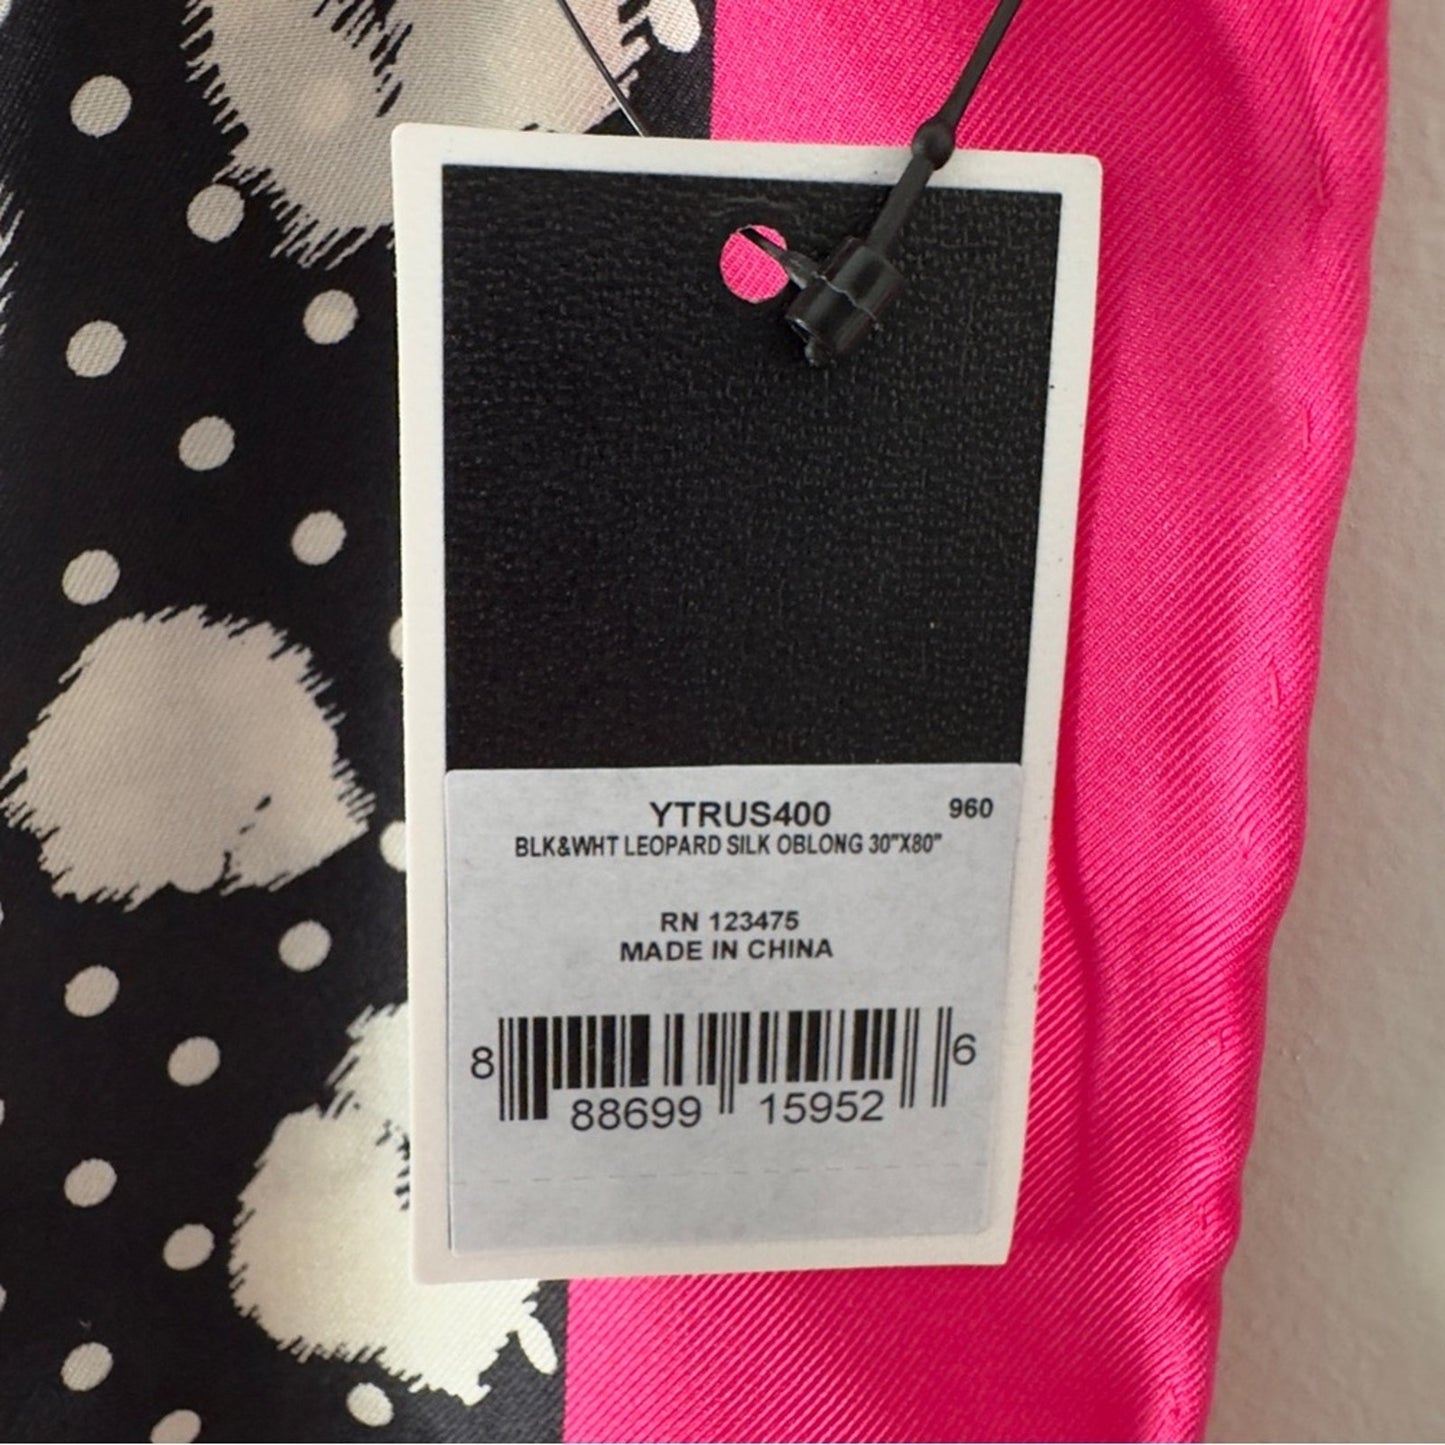 YTRUS400 960
BLK&WHT LEOPARD SILK OBLONG 30"X80"
RN 123475
MADE IN CHINA
8 88699 15952 6